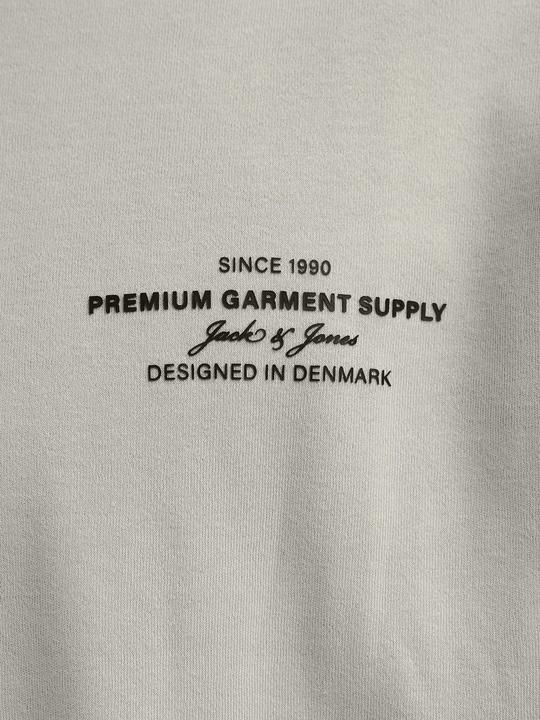 SINCE 1990
PREMIUM GARMENT SUPPLY
Jack & Jones
DESIGNED IN DENMARK